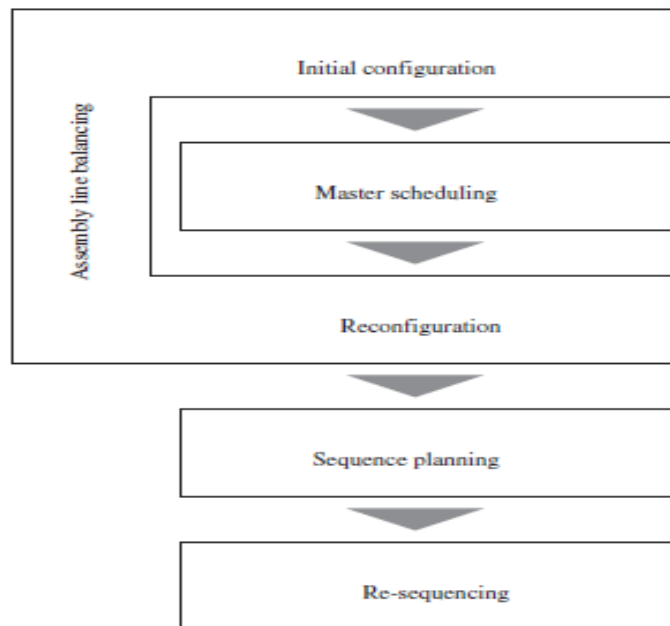 Initial configuration
Assembly line balancing
Master scheduling
Reconfiguration
Sequence planning
Re-sequencing